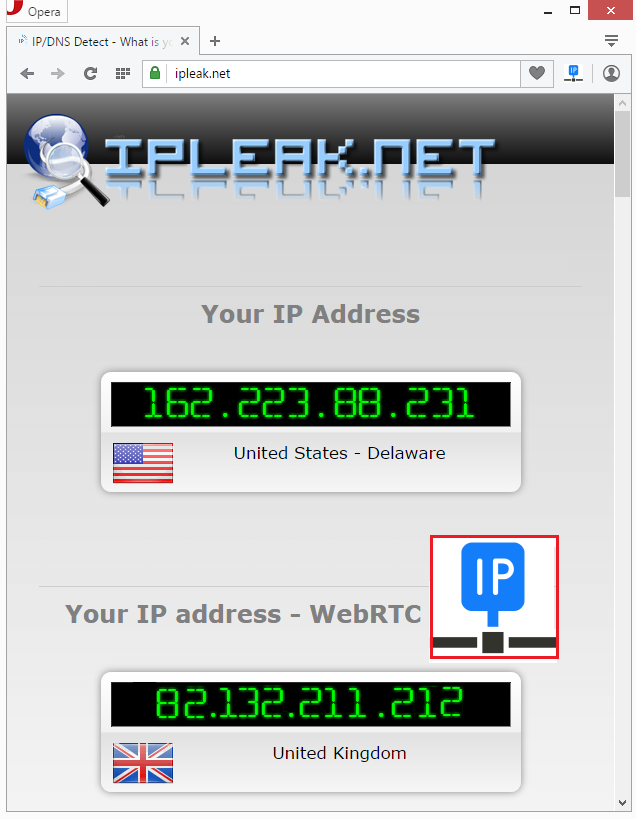 Opera
IP/DNS Detect - What is yo
ipleak.net
IP
IPLEAK.NET
Your IP Address
162.223.88.231
United States - Delaware
IP
Your IP address - WebRTC
82.132.211.212
United Kingdom